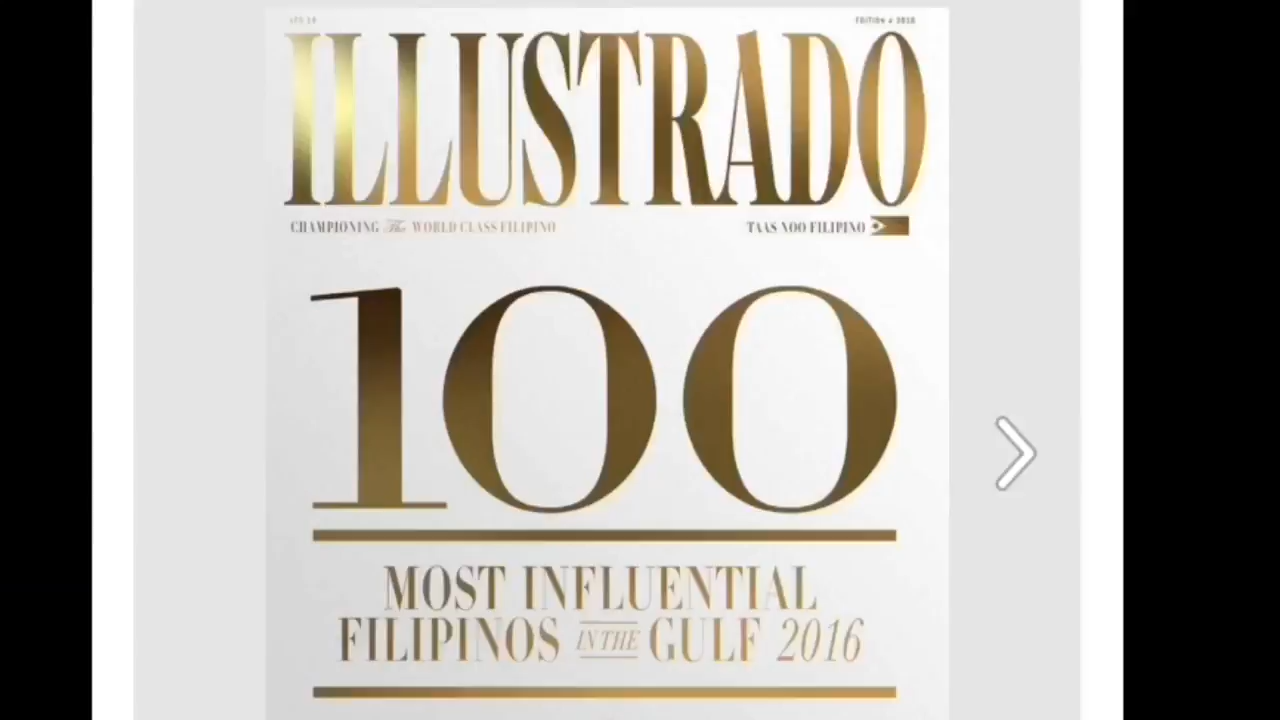 ILLUSTRADO
CHAMPIONING The WORLD CLASS FILIPINO
TAAS NOO FILIPINO
100
MOST INFLUENTIAL
FILIPINOS IN THE GULF 2016